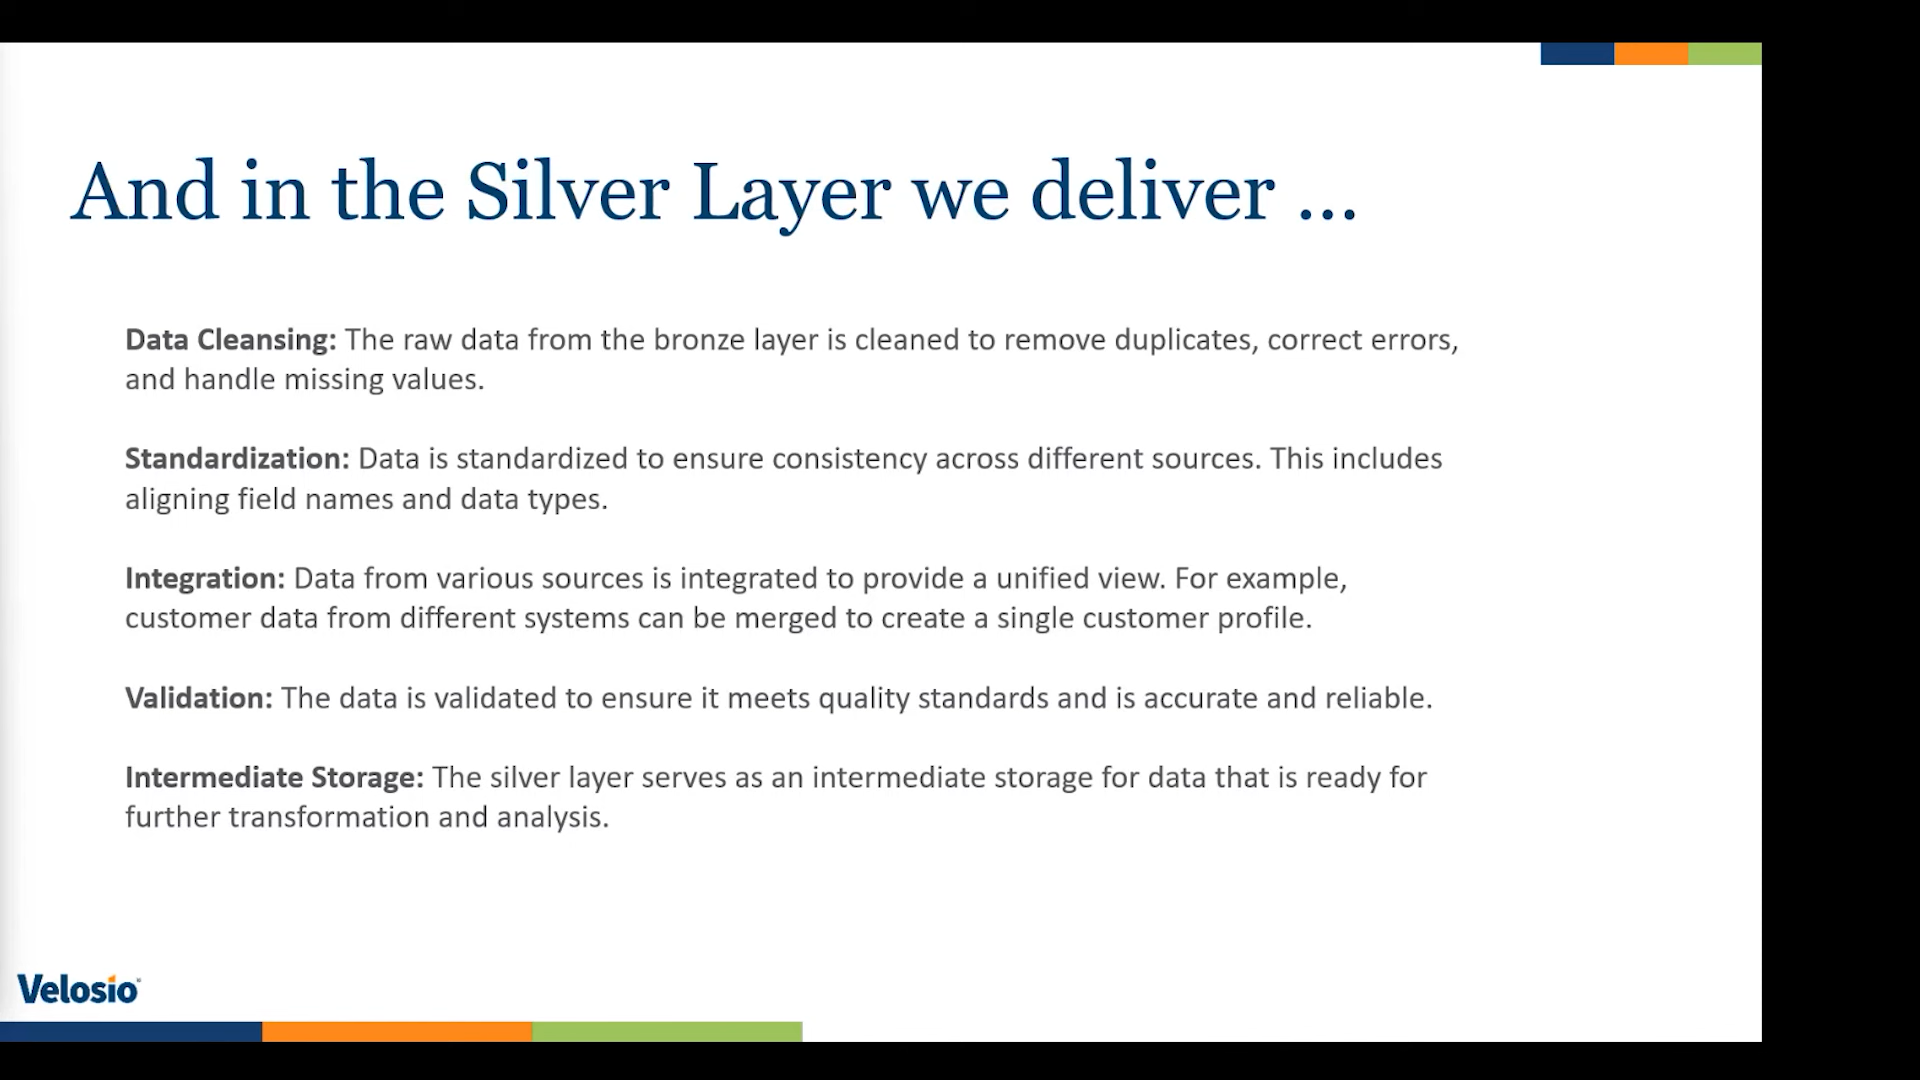 And in the Silver Layer we deliver ...
Data Cleansing: The raw data from the bronze layer is cleaned to remove duplicates, correct errors,
and handle missing values.
Standardization: Data is standardized to ensure consistency across different sources. This includes
aligning field names and data types.
Integration: Data from various sources is integrated to provide a unified view. For example,
customer data from different systems can be merged to create a single customer profile.
Validation: The data is validated to ensure it meets quality standards and is accurate and reliable.
Intermediate Storage: The silver layer serves as an intermediate storage for data that is ready for
further transformation and analysis.
Velosio